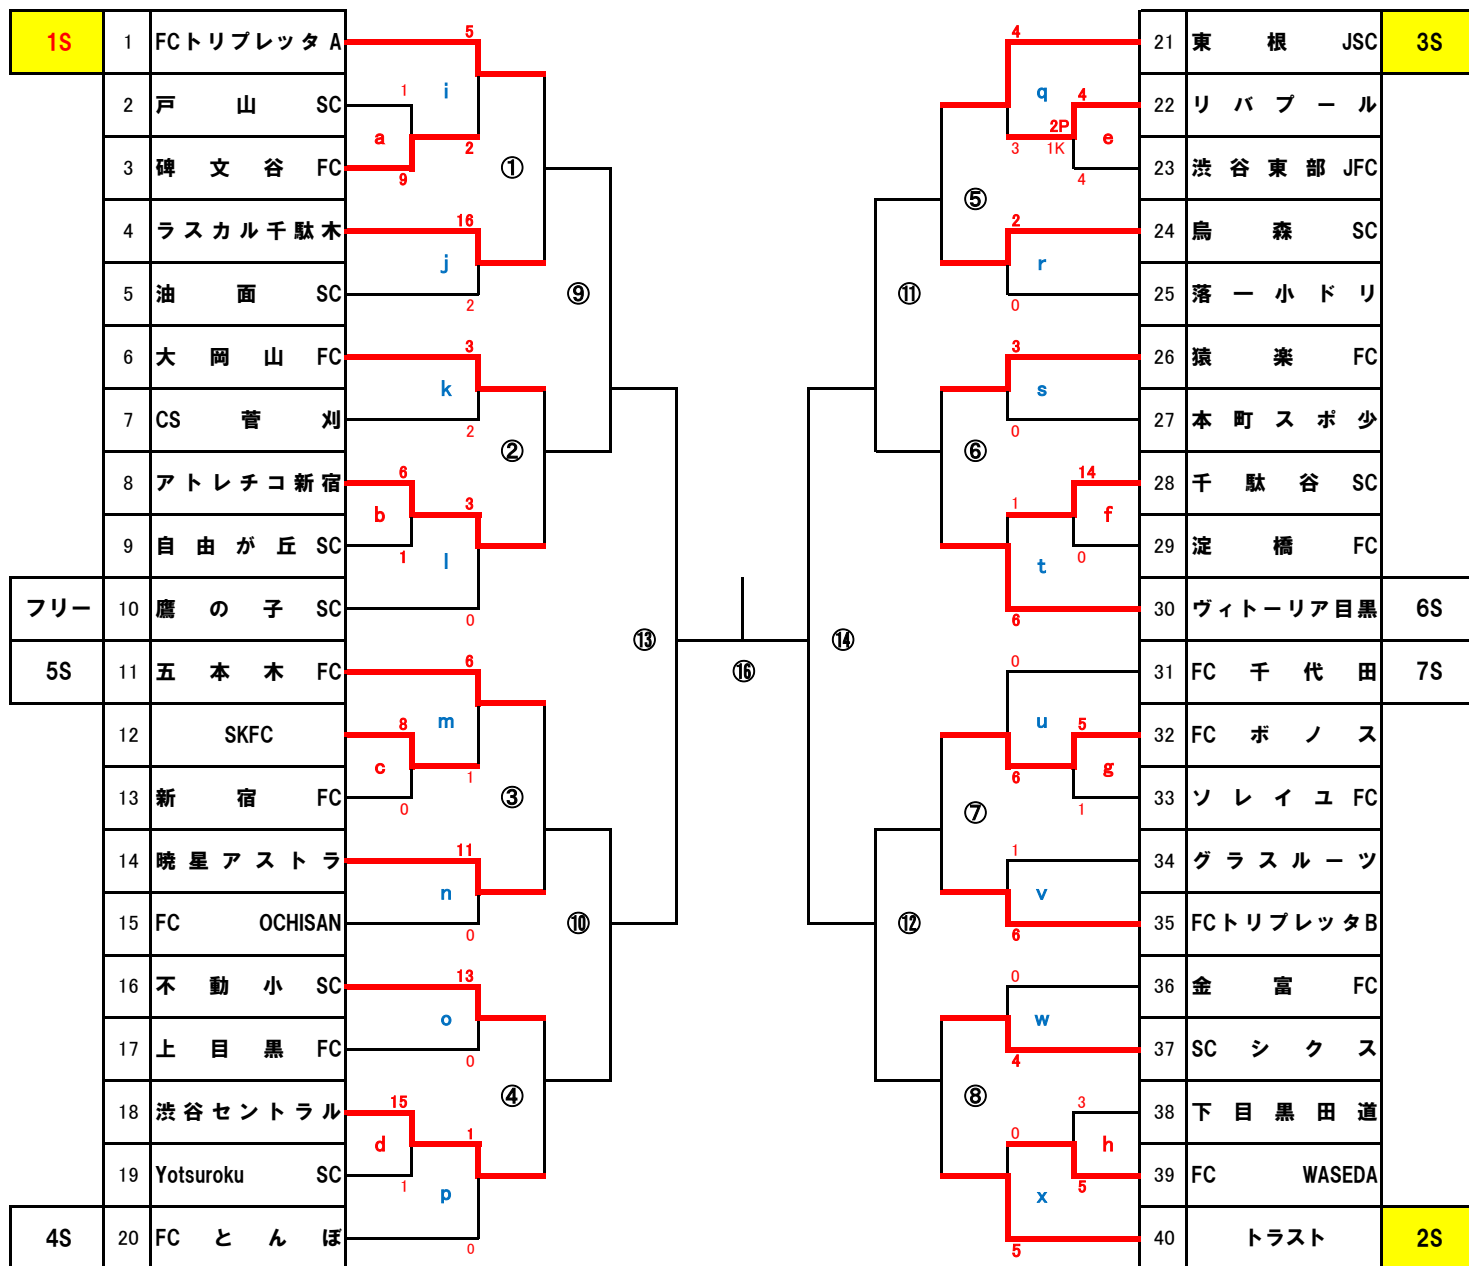 1S 1 FCトリプレッタ A 5
1 i
2 戸山 SC
a 2
3 碑文谷 FC 9 ①
4 ラスカル千駄木 16
j
5 油面 SC 2 ⑨
6 大岡山 FC 3
k
7 CS 菅刈 2
②
8 アトレチコ新宿 6
b 3
9 自由が丘 SC 1 l
フリー 10 鷹の子 SC 0
⑬
5S 11 五本木 FC 6
m
12 SKFC 8
c 1
13 新宿 FC 0 ③
14 暁星アストラ 11
n
15 FC OCHISAN 0 ⑩
16 不動小 SC 13
o
17 上目黒 FC 0
④
18 渋谷セントラル 15
d 1
19 Yotsuroku SC 1 p
4S 20 FC とんぼ 0
⑯
4 21 東根 JSC 3S
q 4 22 リバプール
2P e
3 1K
4 23 渋谷東部 JFC
⑤
2 24 烏森 SC
r
⑪ 0 25 落一小ドリ
3 26 猿楽 FC
s
0 27 本町スポ少
⑥
14 28 千駄谷 SC
1 f
t 0 29 淀橋 FC
6 30 ヴィトーリア目黒 6S
⑭
0 31 FC 千代田 7S
u 5 32 FC ボノス
6 g
⑦ 1 33 ソレイユ FC
1 34 グラスルーツ
v
⑫ 6 35 FCトリプレッタB
0 36 金富 FC
w
4 37 SC シクス
⑧
3 38 下目黒田道
0 h
x 5 39 FC WASEDA
5 40 トラスト 2S